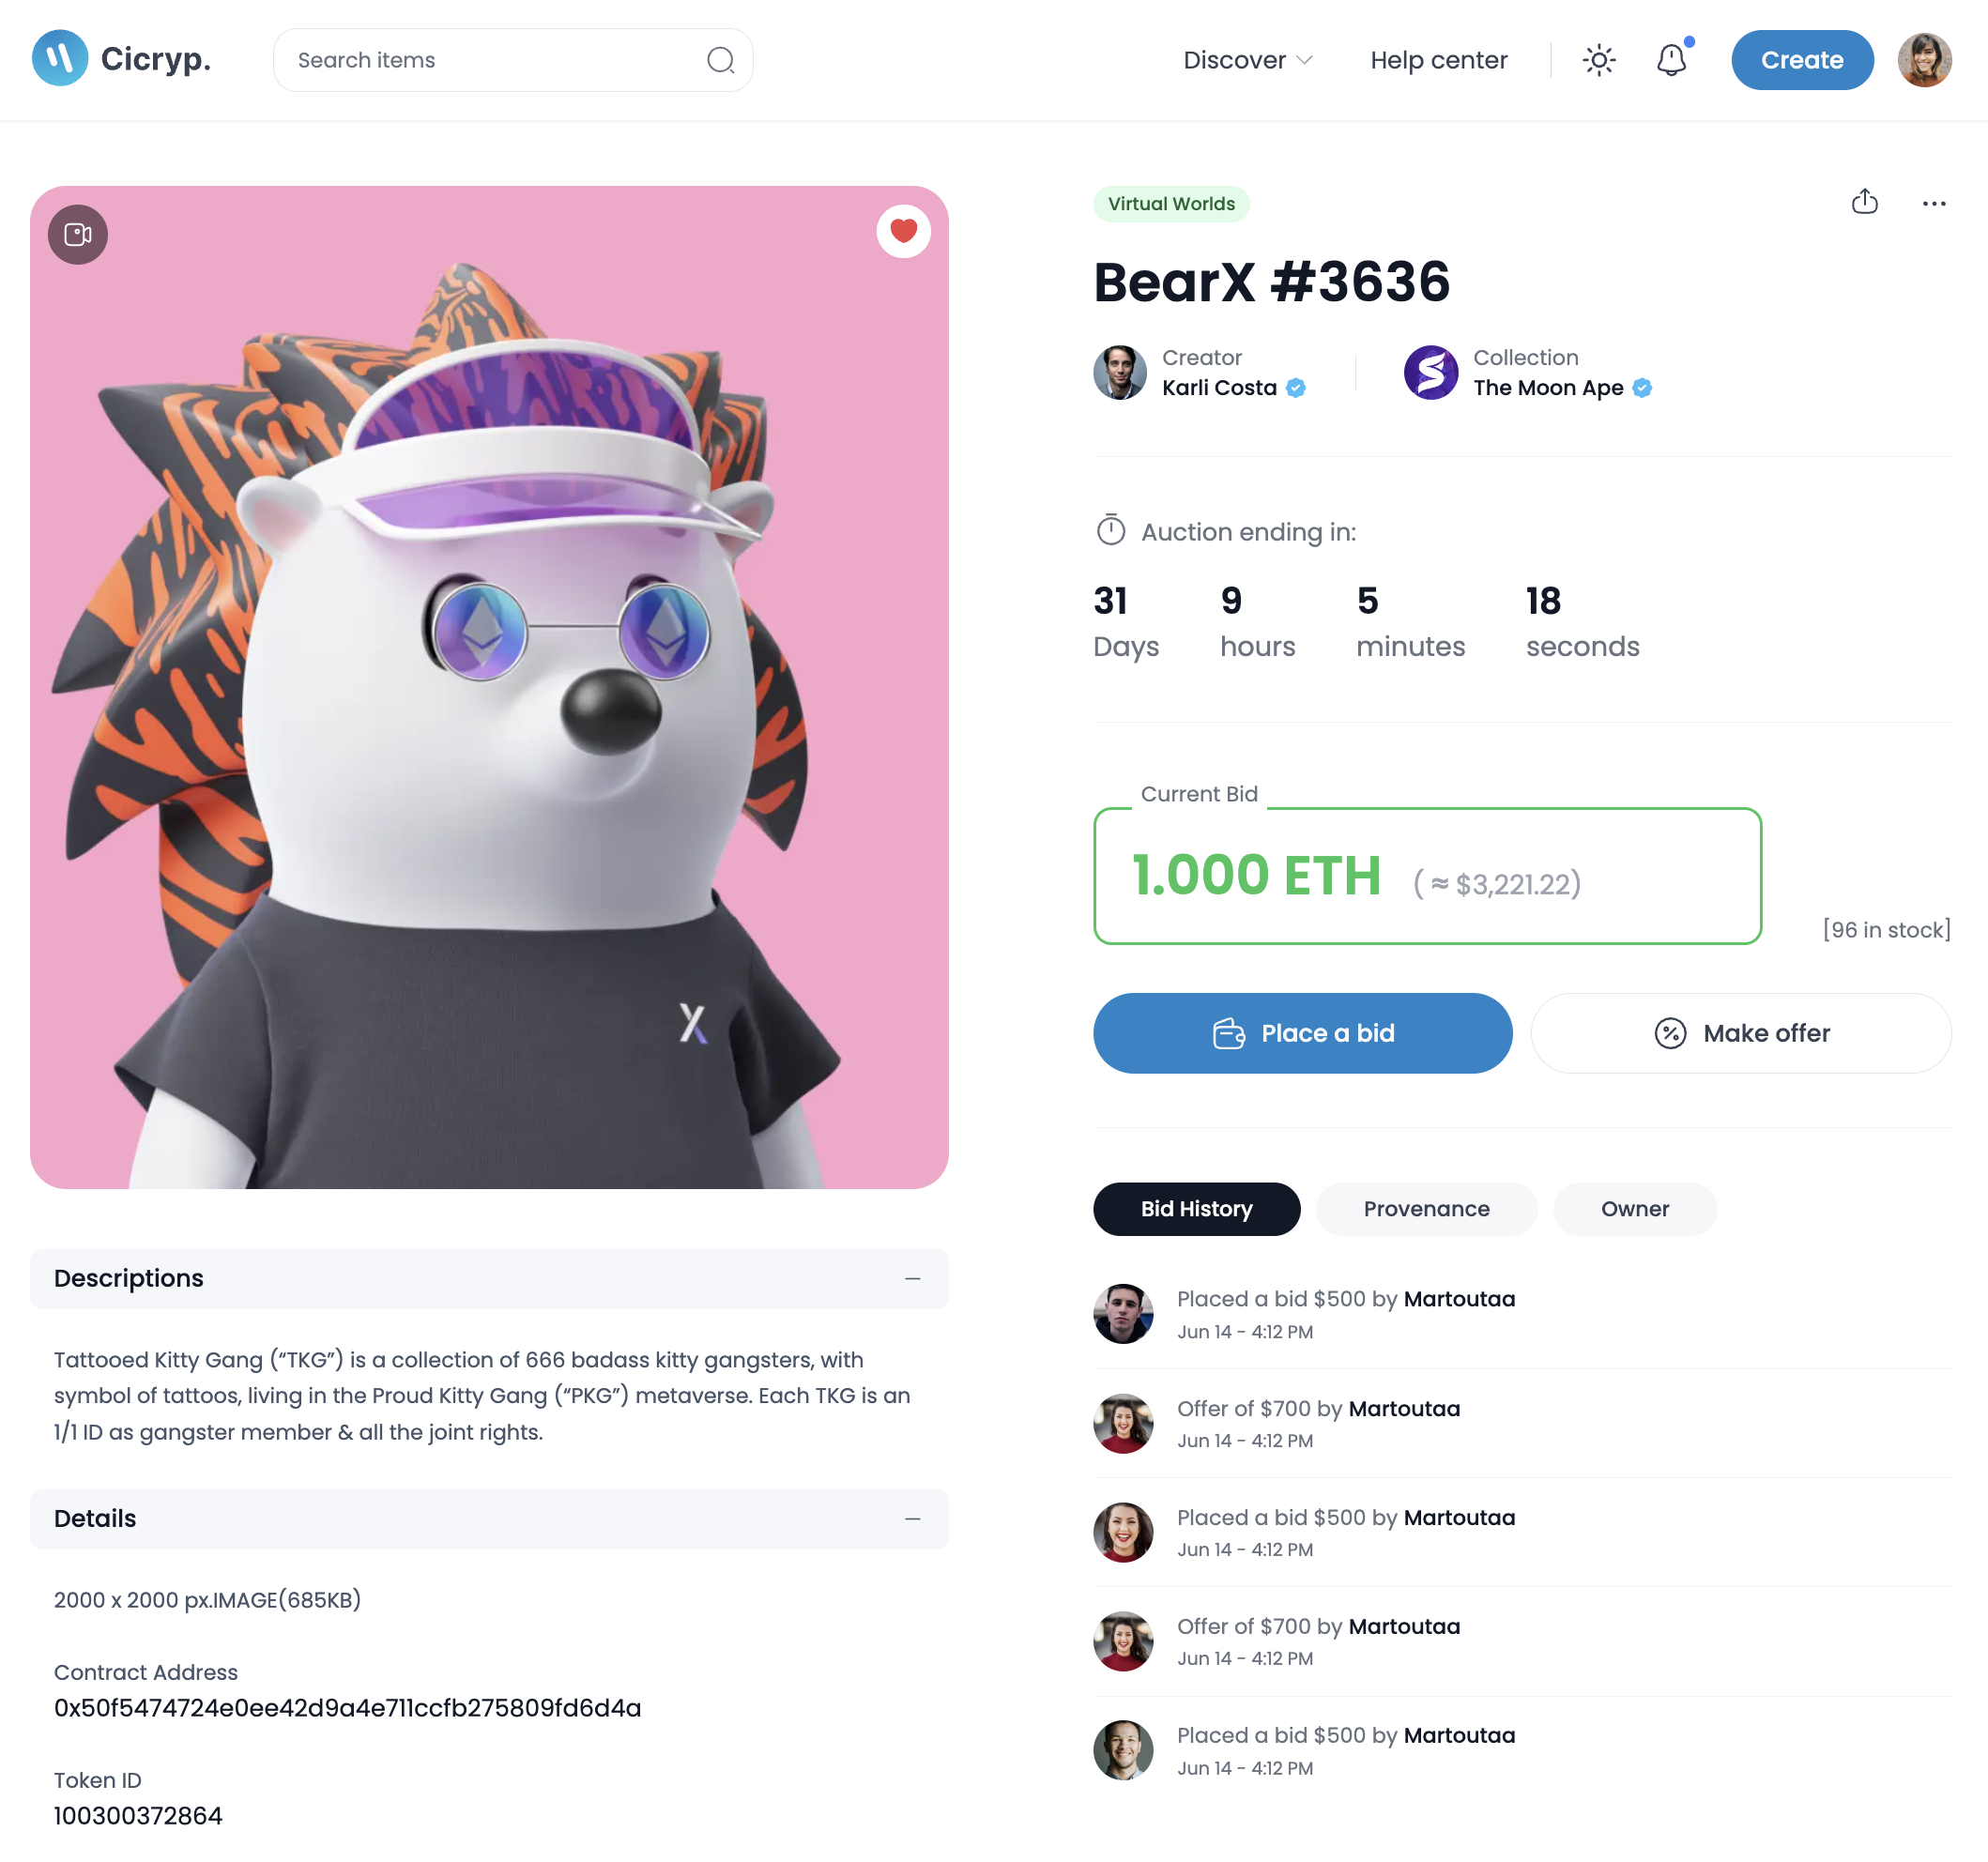 Cicryp.
Search items
Discover
Help center
Create
Virtual Worlds
BearX #3636
Creator
Karli Costa
Collection
The Moon Ape
Auction ending in:
31 9 5 18
Days hours minutes seconds
Current Bid
1.000 ETH ( ≈ $3,221.22)
[96 in stock]
Place a bid
Make offer
Bid History
Provenance
Owner
Placed a bid $500 by Martoutaa
Jun 14 - 4:12 PM
Offer of $700 by Martoutaa
Jun 14 - 4:12 PM
Placed a bid $500 by Martoutaa
Jun 14 - 4:12 PM
Offer of $700 by Martoutaa
Jun 14 - 4:12 PM
Placed a bid $500 by Martoutaa
Jun 14 - 4:12 PM
X
Descriptions
Tattooed Kitty Gang (“TKG”) is a collection of 666 badass kitty gangsters, with
symbol of tattoos, living in the Proud Kitty Gang (“PKG”) metaverse. Each TKG is an
1/1 ID as gangster member & all the joint rights.
Details
2000 x 2000 px.IMAGE(685KB)
Contract Address
0x50f5474724e0ee42d9a4e711ccfb275809fd6d4a
Token ID
100300372864